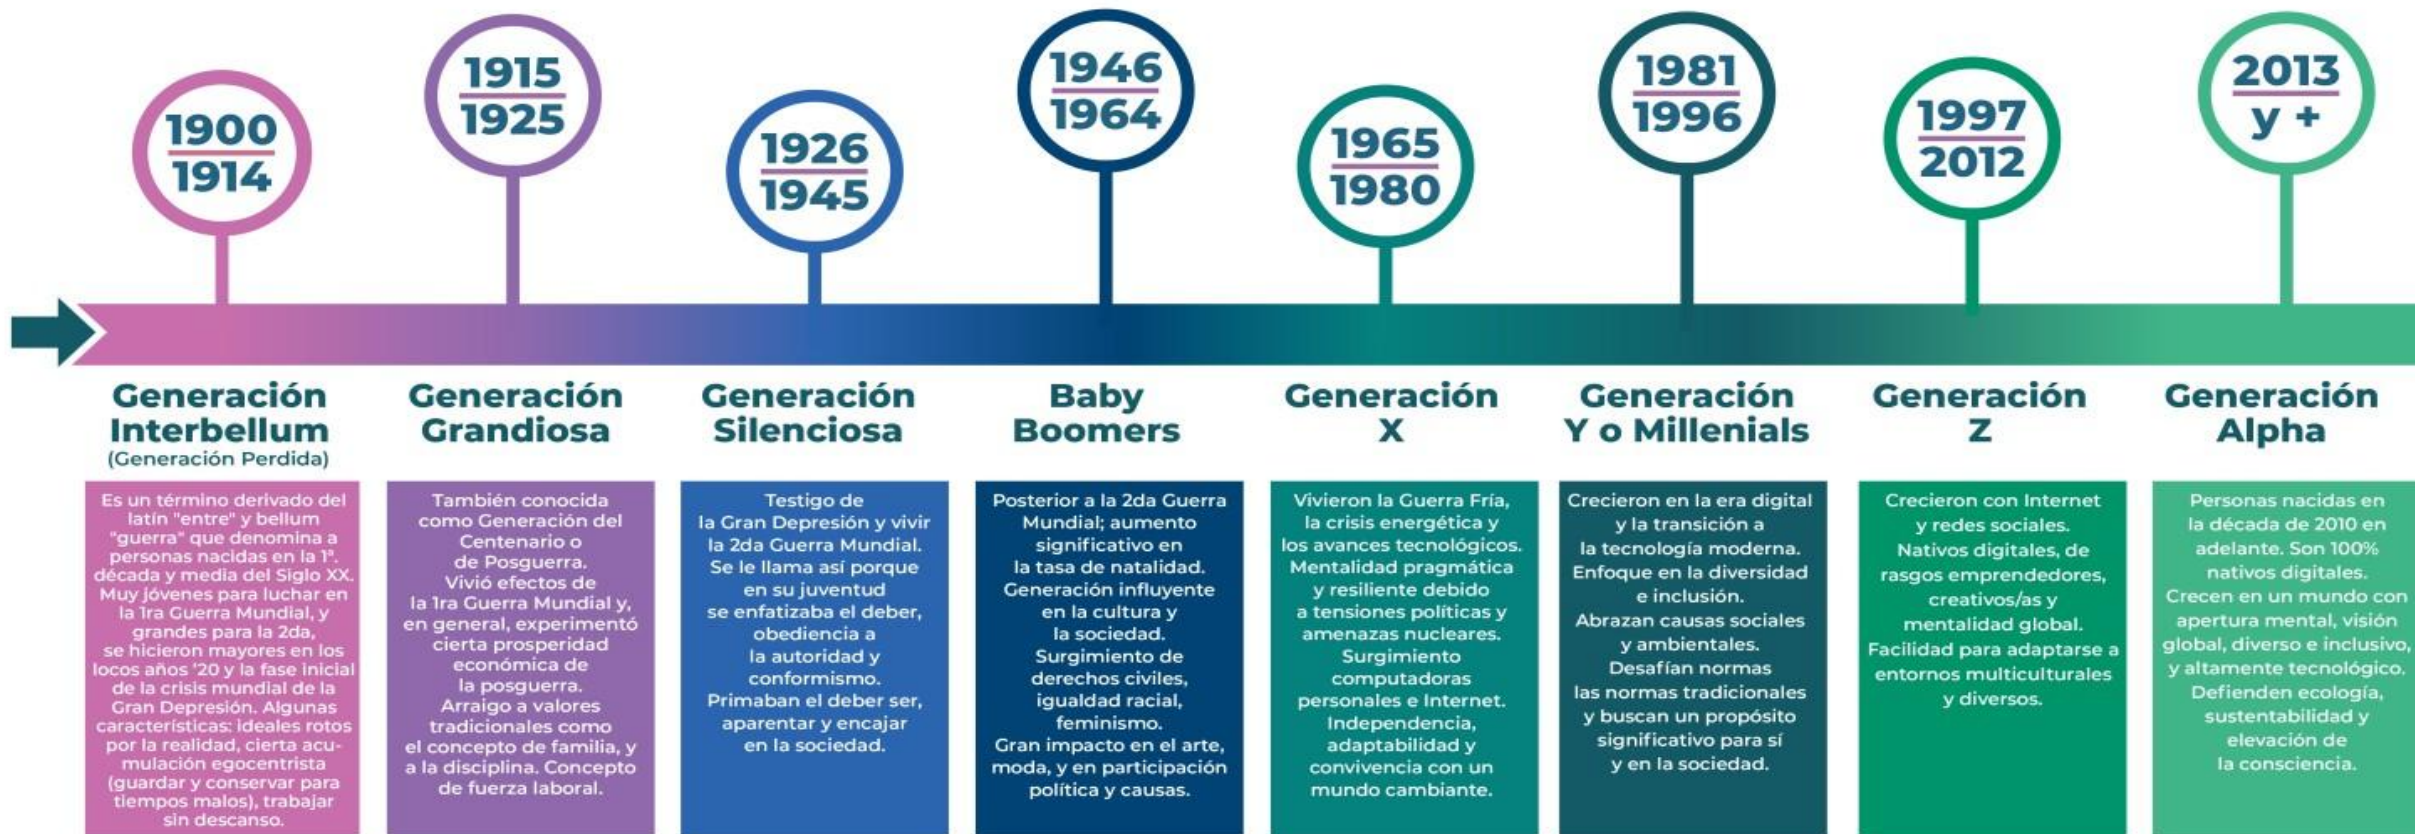 1900
1914
1915
1925
1926
1945
1946
1964
1965
1980
1981
1996
1997
2012
2013
y +
Generación
Interbellum
(Generación Perdida)
Es un término derivado del
latín "entre" y bellum
"guerra" que denomina a
personas nacidas en la 1ª.
década y media del Siglo XX.
Muy jóvenes para luchar en
la 1ra Guerra Mundial, y
grandes para la 2da,
se hicieron mayores en los
locos años '20 y la fase inicial
de la crisis mundial de la
Gran Depresión. Algunas
características: ideales rotos
por la realidad, cierta acu-
mulación egocentrista
(guardar y conservar para
tiempos malos), trabajar
sin descanso.
Generación
Grandiosa
También conocida
como Generación del
Centenario o
de Posguerra.
Vivió efectos de
la 1ra Guerra Mundial y,
en general, experimentó
cierta prosperidad
económica de
la posguerra.
Arraigo a valores
tradicionales como
el concepto de familia, y
a la disciplina. Concepto
de fuerza laboral.
Generación
Silenciosa
Testigo de
la Gran Depresión y vivir
la 2da Guerra Mundial.
Se le llama así porque
en su juventud
se enfatizaba el deber,
obediencia a
la autoridad y
conformismo.
Primaban el deber ser,
aparentar y encajar
en la sociedad.
Baby
Boomers
Posterior a la 2da Guerra
Mundial; aumento
significativo en
la tasa de natalidad.
Generación influyente
en la cultura y
la sociedad.
Surgimiento de
derechos civiles,
igualdad racial,
feminismo.
Gran impacto en el arte,
moda, y en participación
política y causas.
Generación
X
Vivieron la Guerra Fría,
la crisis energética y
los avances tecnológicos.
Mentalidad pragmática
y resiliente debido
a tensiones políticas y
amenazas nucleares.
Surgimiento
computadoras
personales e Internet.
Independencia,
adaptabilidad y
convivencia con un
mundo cambiante.
Generación
Y o Millenials
Crecieron en la era digital
y la transición a
la tecnología moderna.
Enfoque en la diversidad
e inclusión.
Abrazan causas sociales
y ambientales.
Desafían normas
las normas tradicionales
y buscan un propósito
significativo para sí
y en la sociedad.
Generación
Z
Crecieron con Internet
y redes sociales.
Nativos digitales, de
rasgos emprendedores,
creativos/as y
mentalidad global.
Facilidad para adaptarse a
entornos multiculturales
y diversos.
Generación
Alpha
Personas nacidas en
la década de 2010 en
adelante. Son 100%
nativos digitales.
Crecen en un mundo con
apertura mental, visión
global, diverso e inclusivo,
y altamente tecnológico.
Defienden ecología,
sustentabilidad y
elevación de
la consciencia.